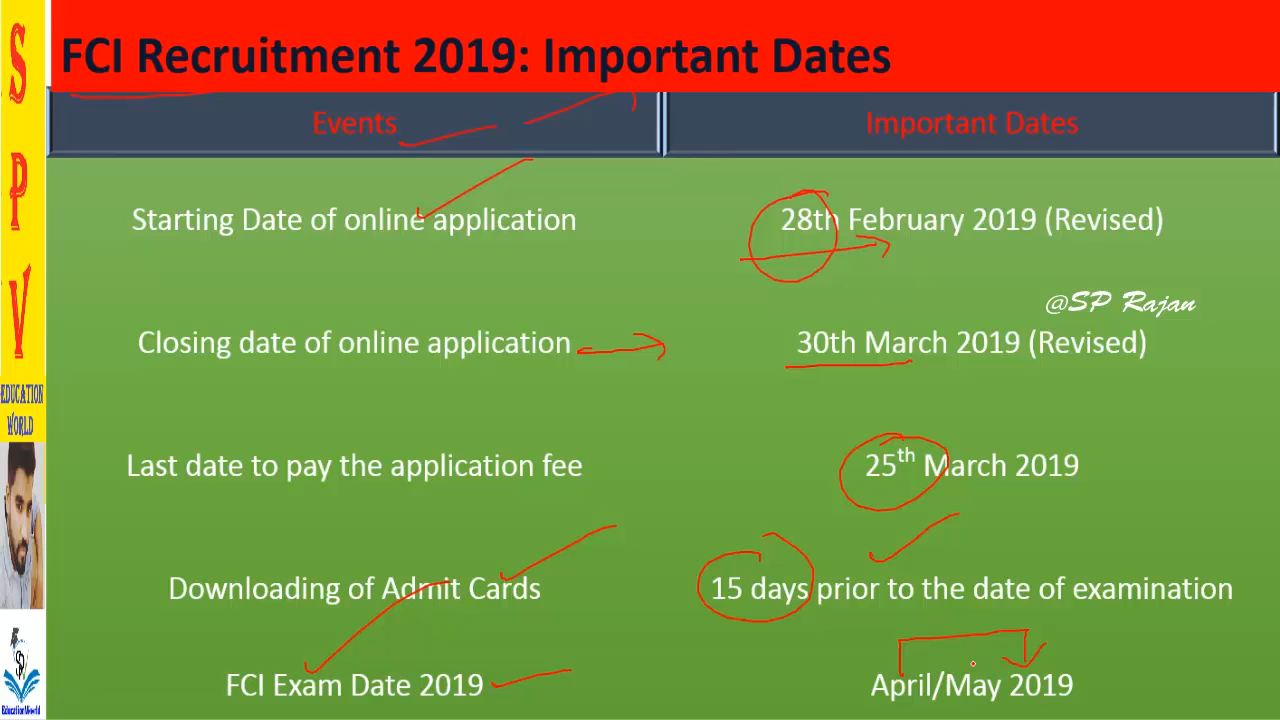 S
P
V
EDUCATION
WORLD
FCI Recruitment 2019: Important Dates
Events Important Dates
Starting Date of online application 28th February 2019 (Revised)
@SP Rajan
Closing date of online application 30th March 2019 (Revised)
Last date to pay the application fee 25th March 2019
Downloading of Admit Cards 15 days prior to the date of examination
FCI Exam Date 2019 April/May 2019
SPV
Education World